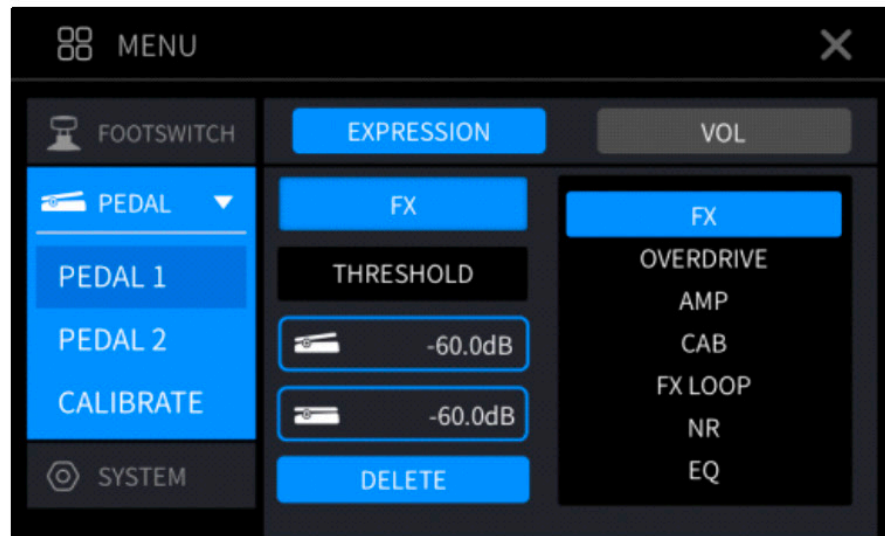 MENU
FOOTSWITCH
EXPRESSION
VOL
PEDAL
PEDAL 1
PEDAL 2
CALIBRATE
SYSTEM
FX
THRESHOLD
-60.0dB
-60.0dB
DELETE
FX
OVERDRIVE
AMP
CAB
FX LOOP
NR
EQ